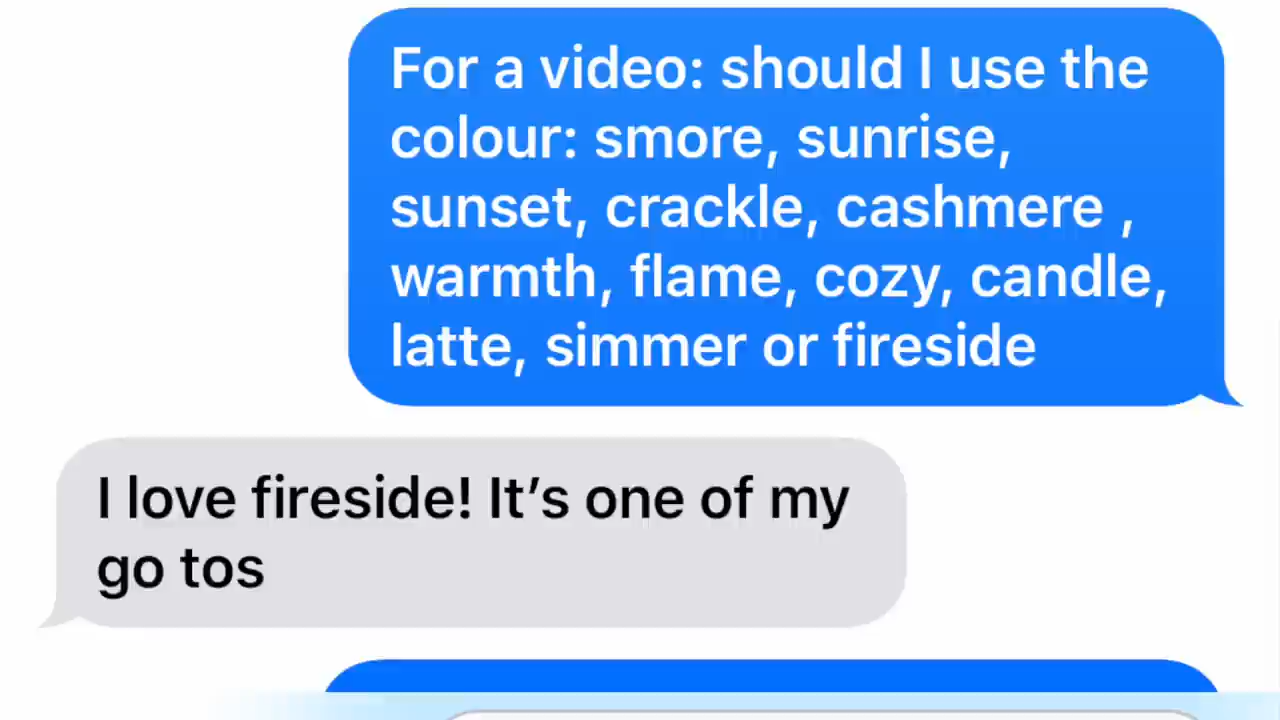 For a video: should I use the
colour: smore, sunrise,
sunset, crackle, cashmere ,
warmth, flame, cozy, candle,
latte, simmer or fireside
I love fireside! It’s one of my
go tos